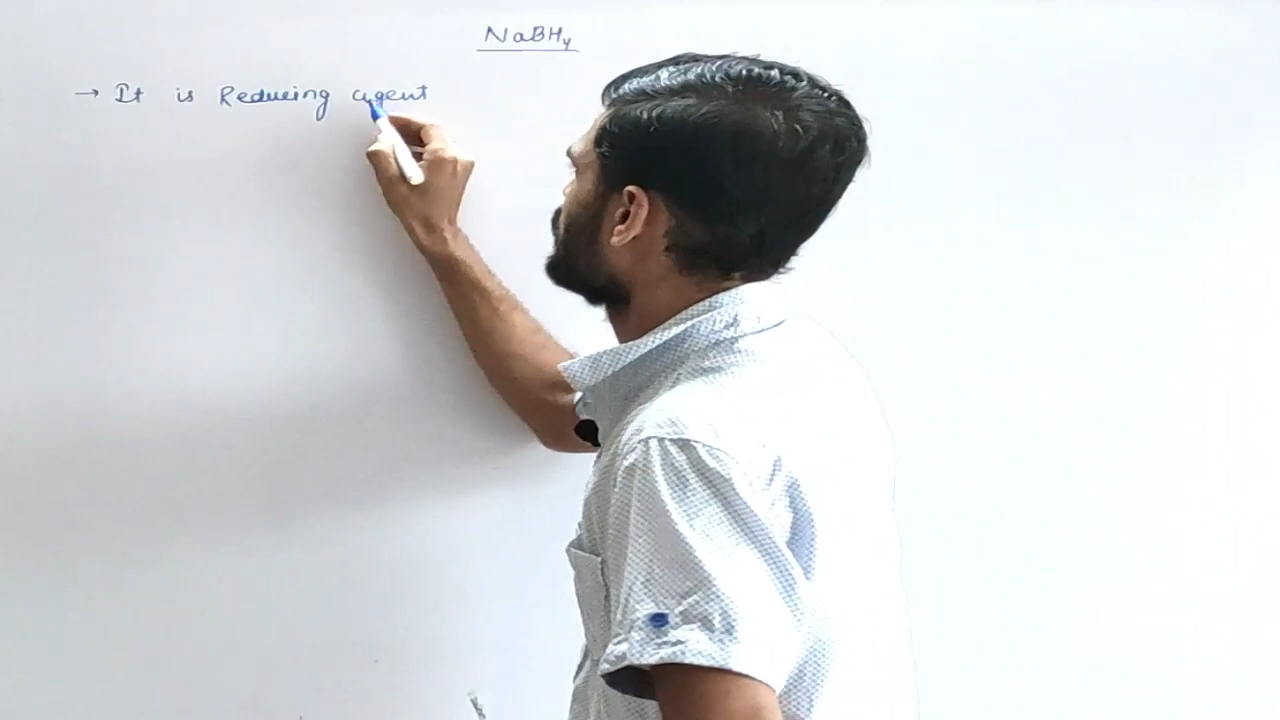 NaBH4
→ It is Reducing agent